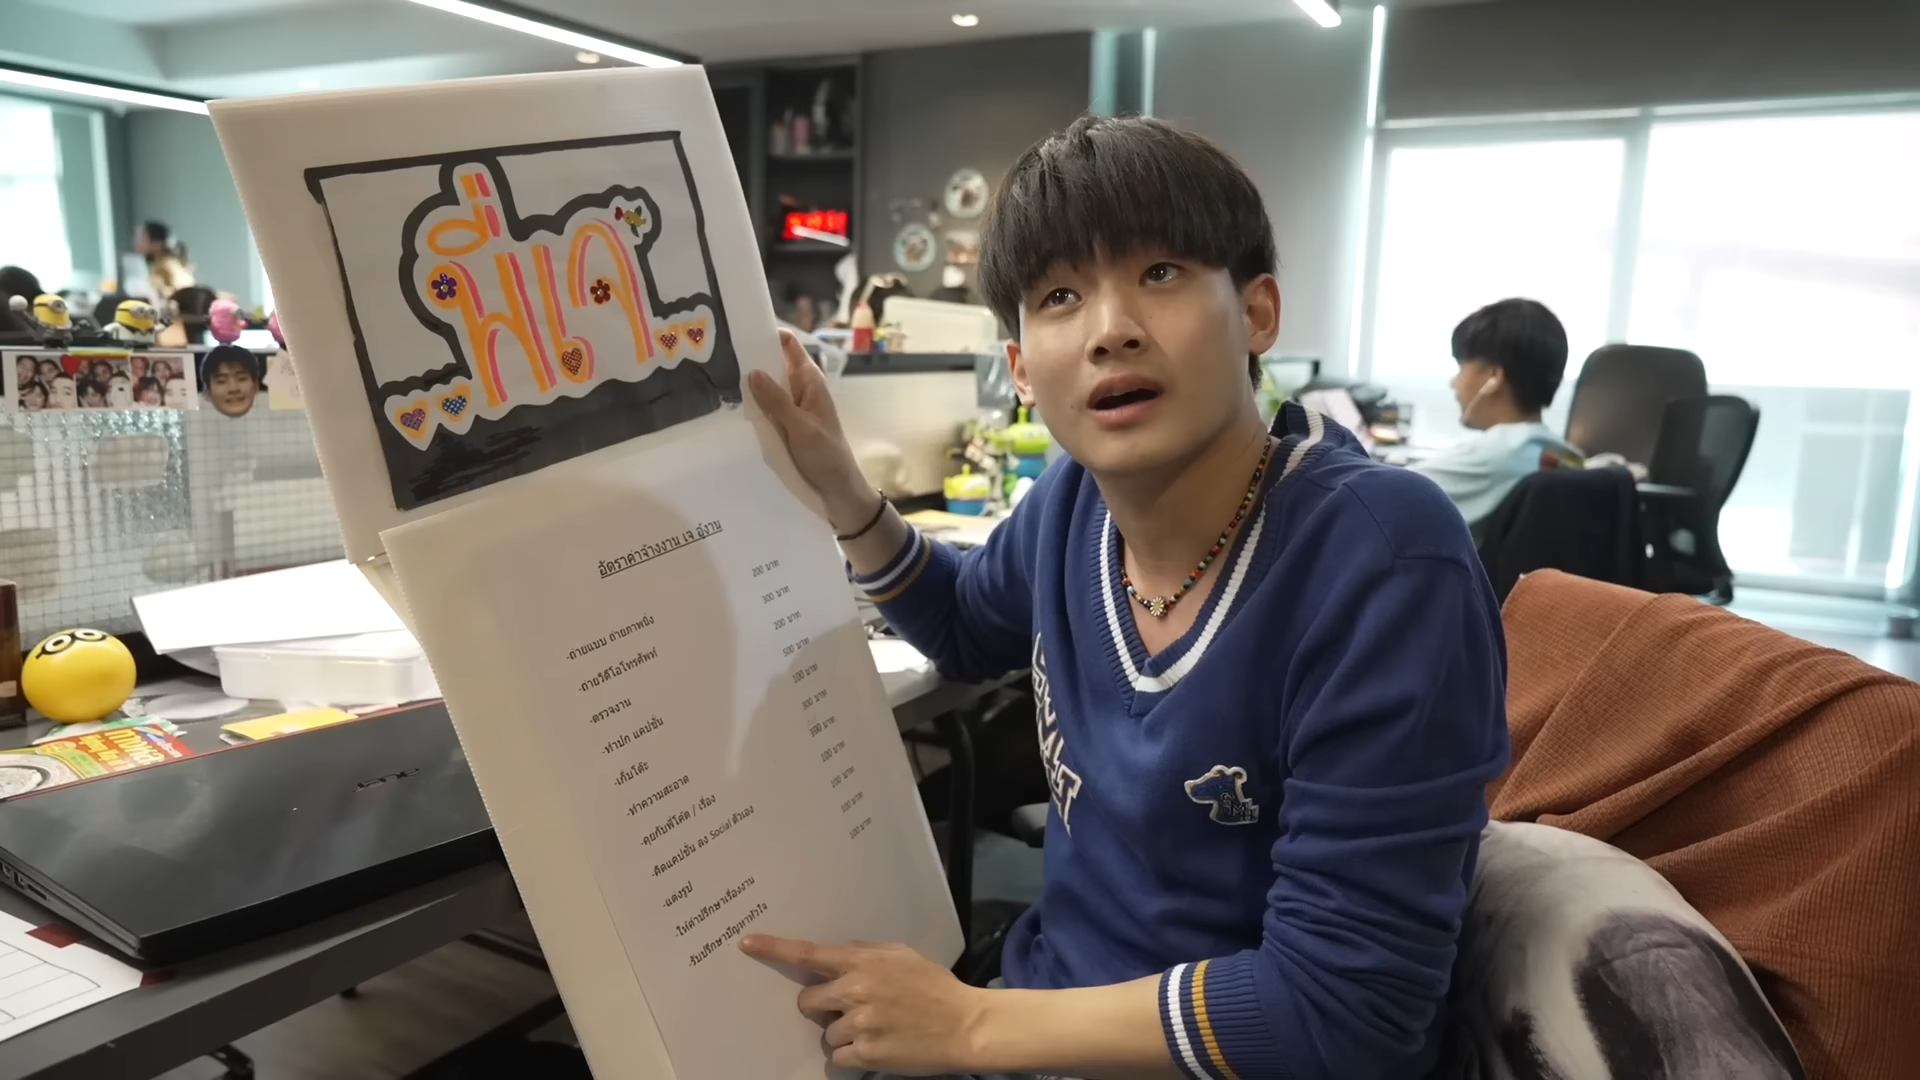 พี่เจ
อัตราค่าจ้างงาน เจ อู้งาน
-ถ่ายแบบ ถ่ายภาพนิ่ง 200 บาท
-ถ่ายวีดีโอโทรศัพท์ 300 บาท
-ตรวจงาน 200 บาท
-ทำปก แคปชั่น 500 บาท
-เก็บโต๊ะ 100 บาท
-ทำความสะอาด 300 บาท
-คุยกับพี่โค้ด / เรื่อง บาท
-คิดแคปชั่น ลง Social ตัวเอง 100 บาท
-แต่งรูป 100 บาท
-ให้คำปรึกษาเรื่องงาน 100 บาท
-รับปรึกษาปัญหาหัวใจ 100 บาท